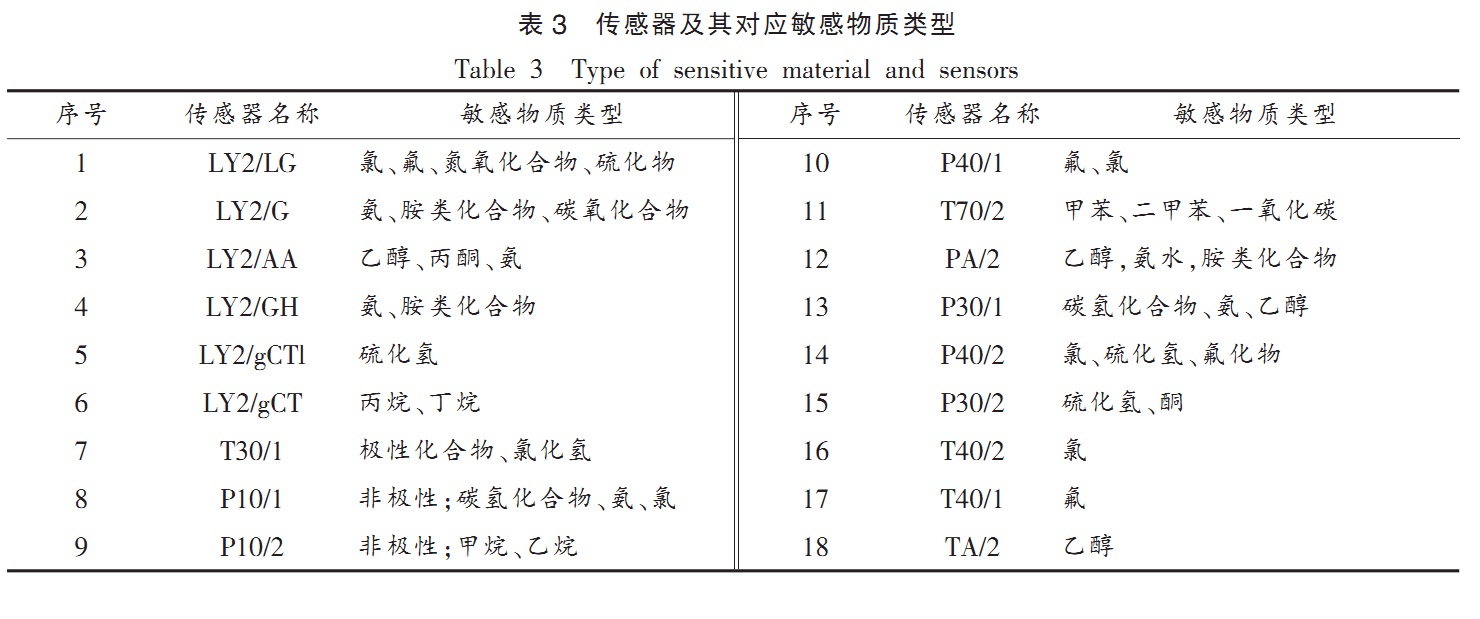 表 3 传感器及其对应敏感物质类型
Table 3 Type of sensitive material and sensors
序号 传感器名称 敏感物质类型 序号 传感器名称 敏感物质类型
1 LY2/LG 氯、氟、氮氧化合物、硫化物 10 P40/1 氟、氯
2 LY2/G 氨、胺类化合物、碳氧化合物 11 T70/2 甲苯、二甲苯、一氧化碳
3 LY2/AA 乙醇、丙酮、氨 12 PA/2 乙醇,氨水,胺类化合物
4 LY2/GH 氨、胺类化合物 13 P30/1 碳氢化合物、氨、乙醇
5 LY2/gCTl 硫化氢 14 P40/2 氯、硫化氢、氟化物
6 LY2/gCT 丙烷、丁烷 15 P30/2 硫化氢、酮
7 T30/1 极性化合物、氯化氢 16 T40/2 氯
8 P10/1 非极性;碳氢化合物、氨、氯 17 T40/1 氟
9 P10/2 非极性;甲烷、乙烷 18 TA/2 乙醇